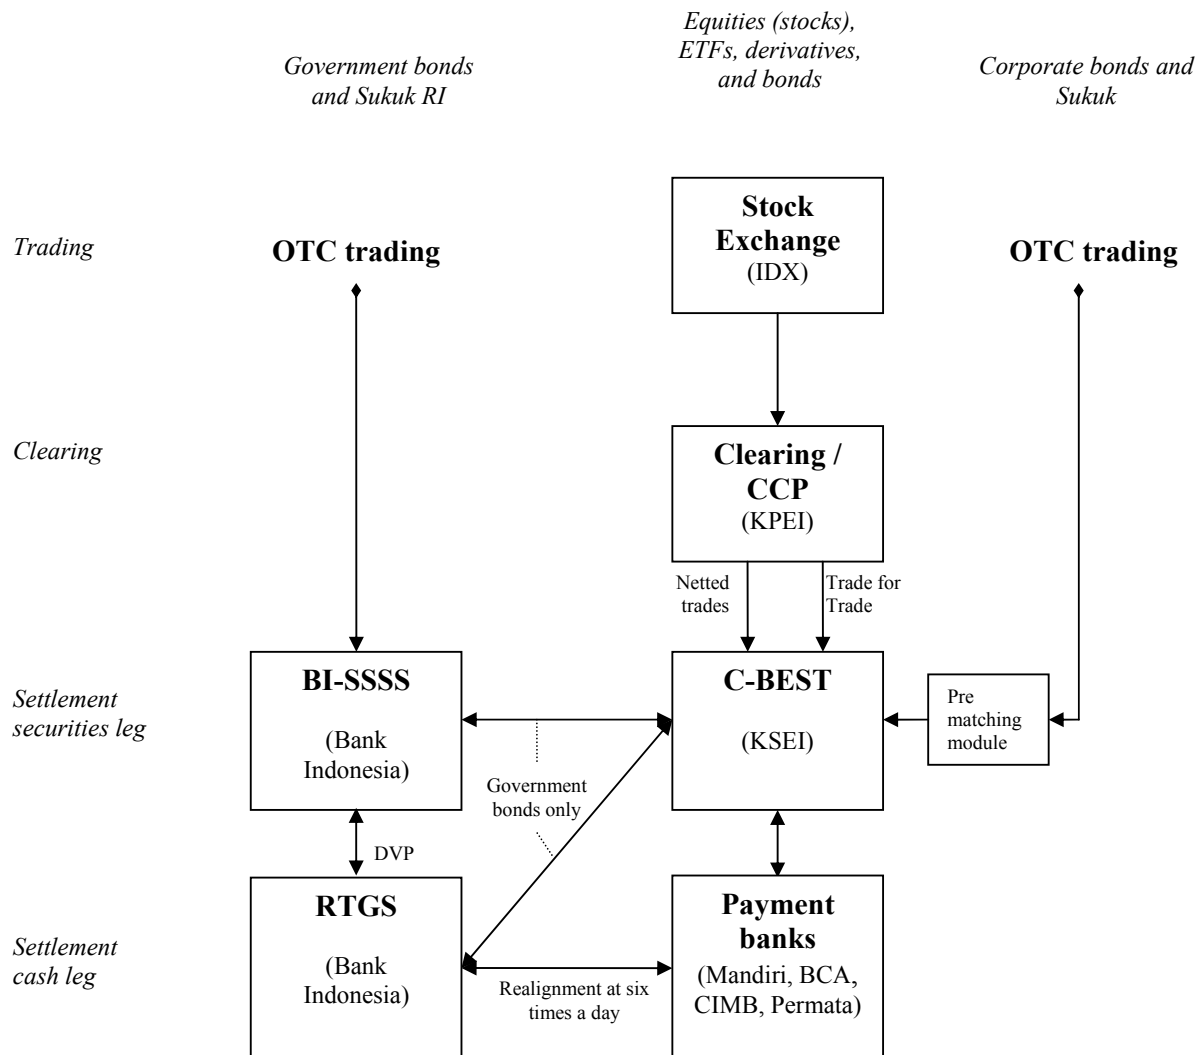 Equities (stocks),
ETFs, derivatives,
and bonds
Government bonds
and Sukuk RI
Corporate bonds and
Sukuk
Trading
OTC trading
Stock
Exchange
(IDX)
OTC trading
Clearing
Clearing /
CCP
(KPEI)
Netted
trades
Trade for
Trade
Settlement
securities leg
BI-SSSS
(Bank
Indonesia)
C-BEST
(KSEI)
Pre
matching
module
Government
bonds only
DVP
Settlement
cash leg
RTGS
(Bank
Indonesia)
Realignment at six
times a day
Payment
banks
(Mandiri, BCA,
CIMB, Permata)